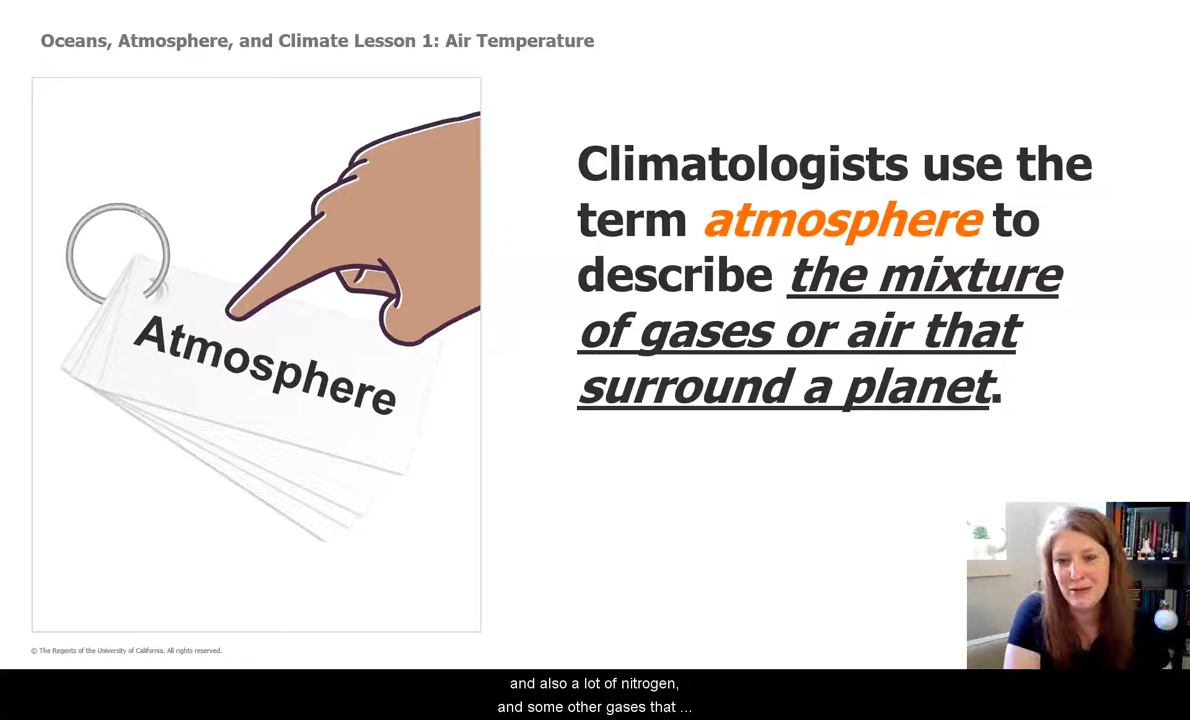 Oceans, Atmosphere, and Climate Lesson 1: Air Temperature
Atmosphere
Climatologists use the
term atmosphere to
describe the mixture
of gases or air that
surround a planet.
© The Regents of the University of California. All rights reserved.
and also a lot of nitrogen,
and some other gases that ...